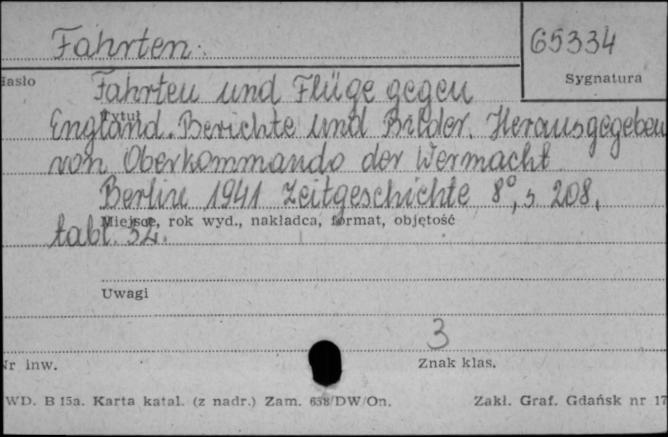 Fahrten.
65334
Hasło
Sygnatura
Fahrten und Flüge gegen
Tytuł
England. Berichte und Bilder. Herausgegeben
von Oberkommando der Wermacht
Berlin 1941 Zeitgeschichte 8°, s 208,
Miejsce, rok wyd., nakładca, format, objętość
tabl. 32.
Uwagi
3
Nr inw.
Znak klas.
WD. B 15a. Karta katal. (z nadr.) Zam. 638/DW/On.
Zakł. Graf. Gdańsk nr 17